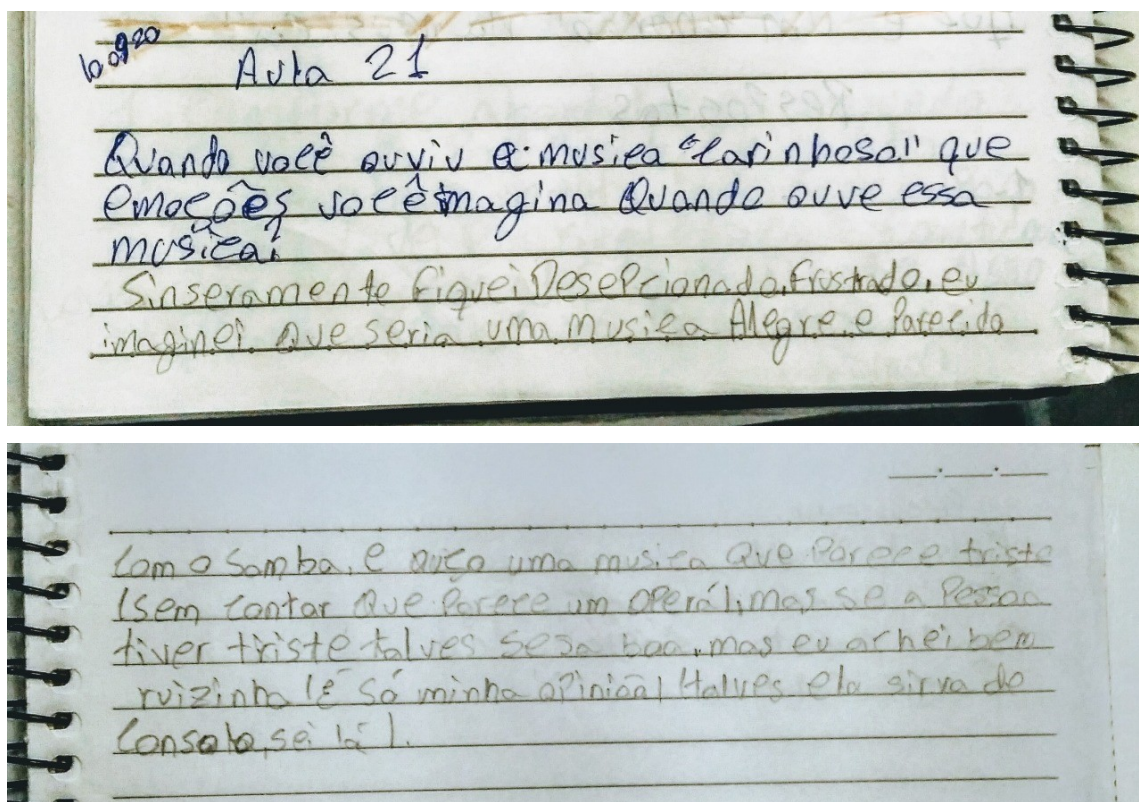 10 09 20
Aula 21
Quando você ouviu a musica "carinhoso" que
emoções você imagina Quando ouve essa
musica?
Sinseramente fiquei Desepcionado, frustrado, eu
imaginei que seria uma musica Alegre e Parecida
com o Samba, e ouço uma musica que Parece triste
(sem contar que Parece um operá), mas se a Pessoa
tiver triste talves seja boa, mas eu achei bem
ruizinha (é só minha opinião) (talves ela sirva de
Consolo, sei lá).